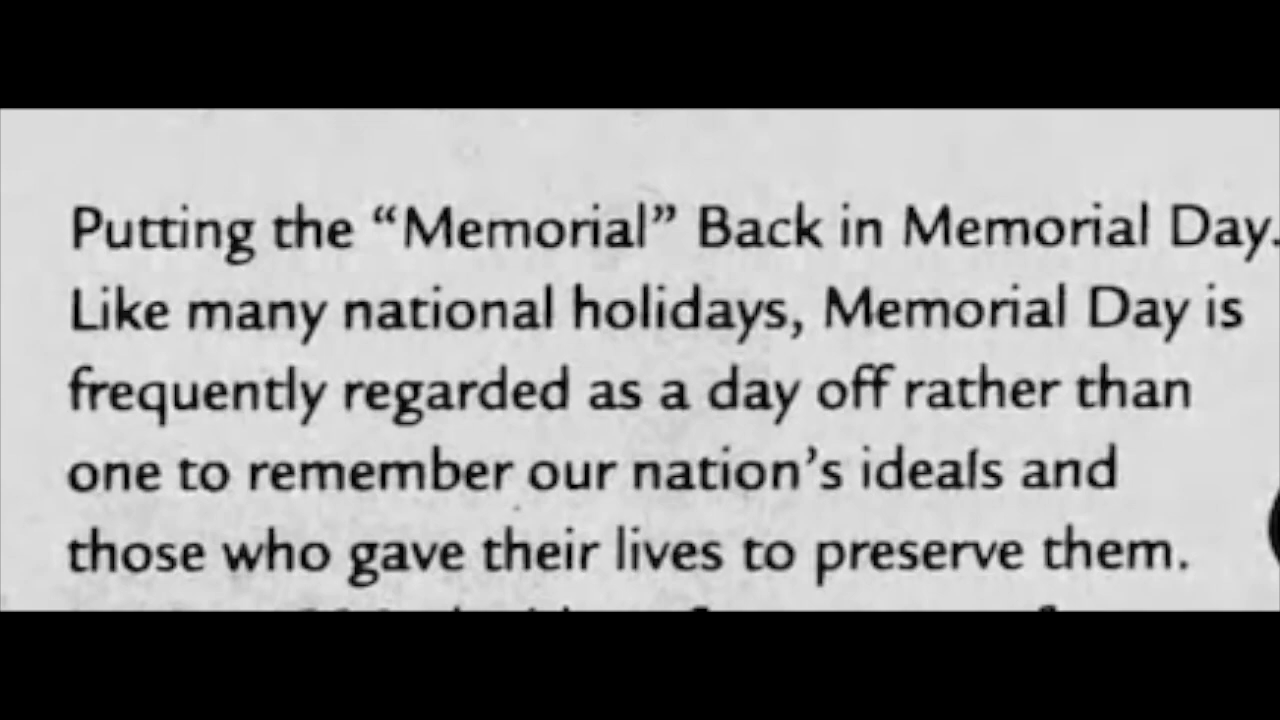 Putting the “Memorial” Back in Memorial Day.
Like many national holidays, Memorial Day is
frequently regarded as a day off rather than
one to remember our nation’s ideals and
those who gave their lives to preserve them.